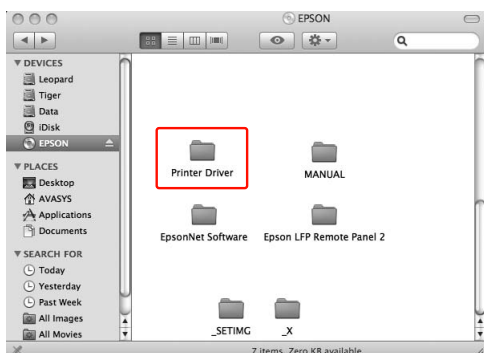 EPSON
DEVICES
Leopard
Tiger
Data
iDisk
EPSON
PLACES
Desktop
AVASYS
Applications
Documents
SEARCH FOR
Today
Yesterday
Past Week
All Images
All Movies
Printer Driver
MANUAL
EpsonNet Software
Epson LFP Remote Panel 2
_SETIMG
_X
7 items, Zero KB available